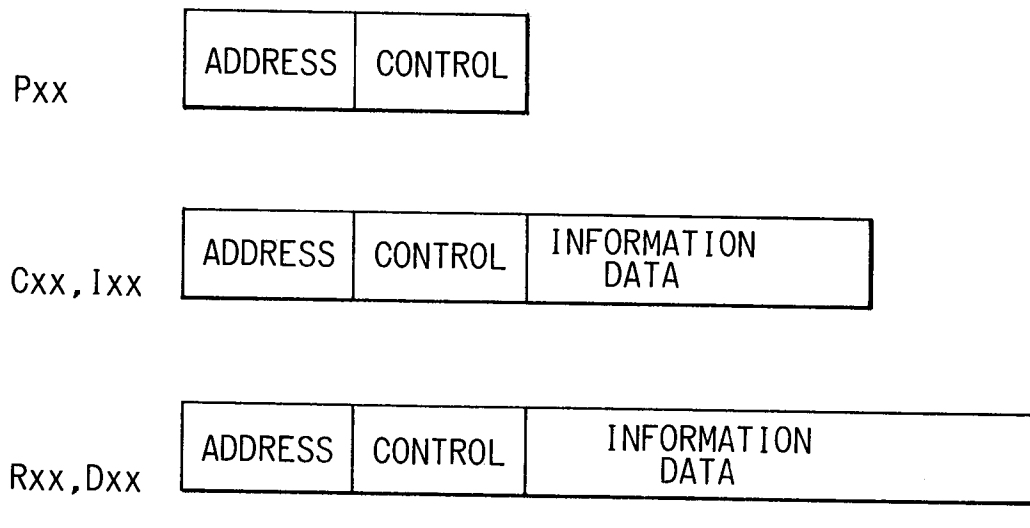 Pxx
ADDRESS CONTROL
Cxx,Ixx
ADDRESS CONTROL INFORMATION
DATA
Rxx,Dxx
ADDRESS CONTROL INFORMATION
DATA